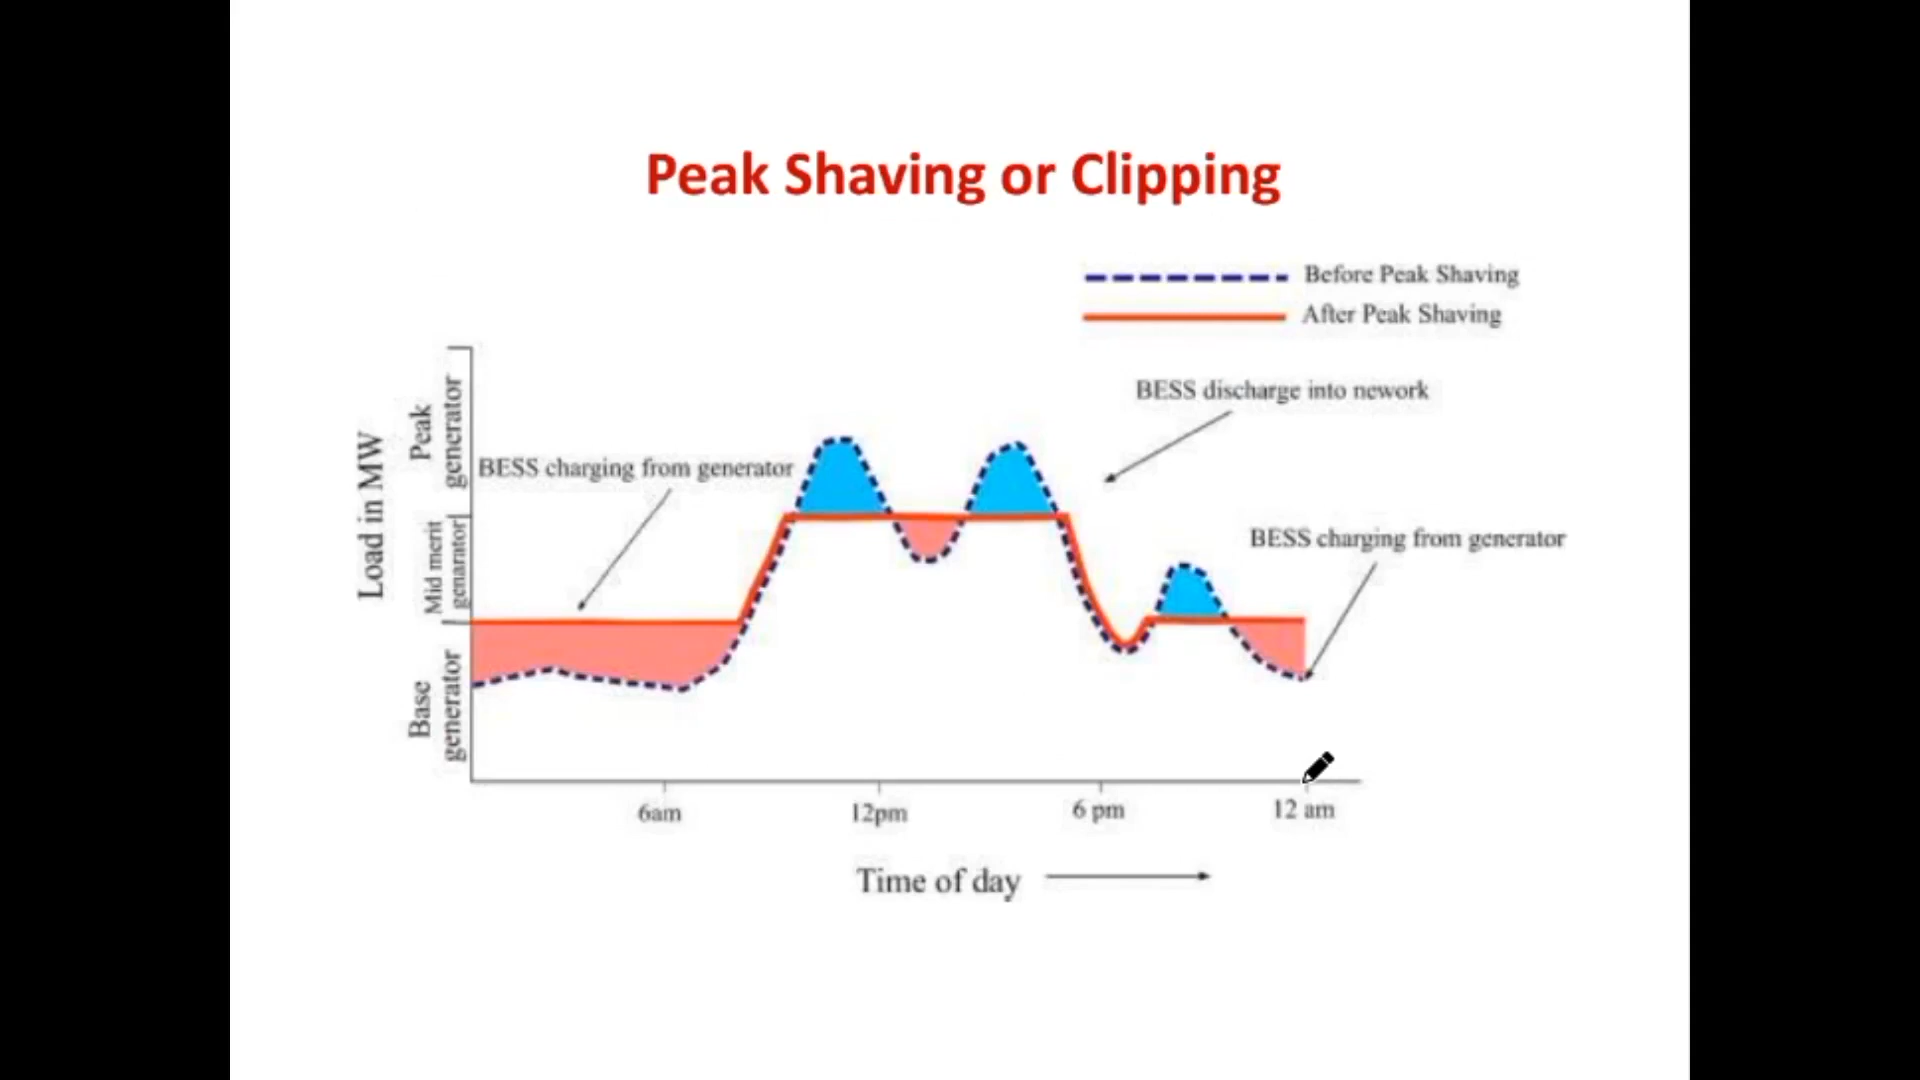 Peak Shaving or Clipping
Before Peak Shaving
After Peak Shaving
BESS discharge into nework
BESS charging from generator
BESS charging from generator
Load in MW
Peak
generator
Mid merit
genarator
Base
generator
6am
12pm
6 pm
12 am
Time of day